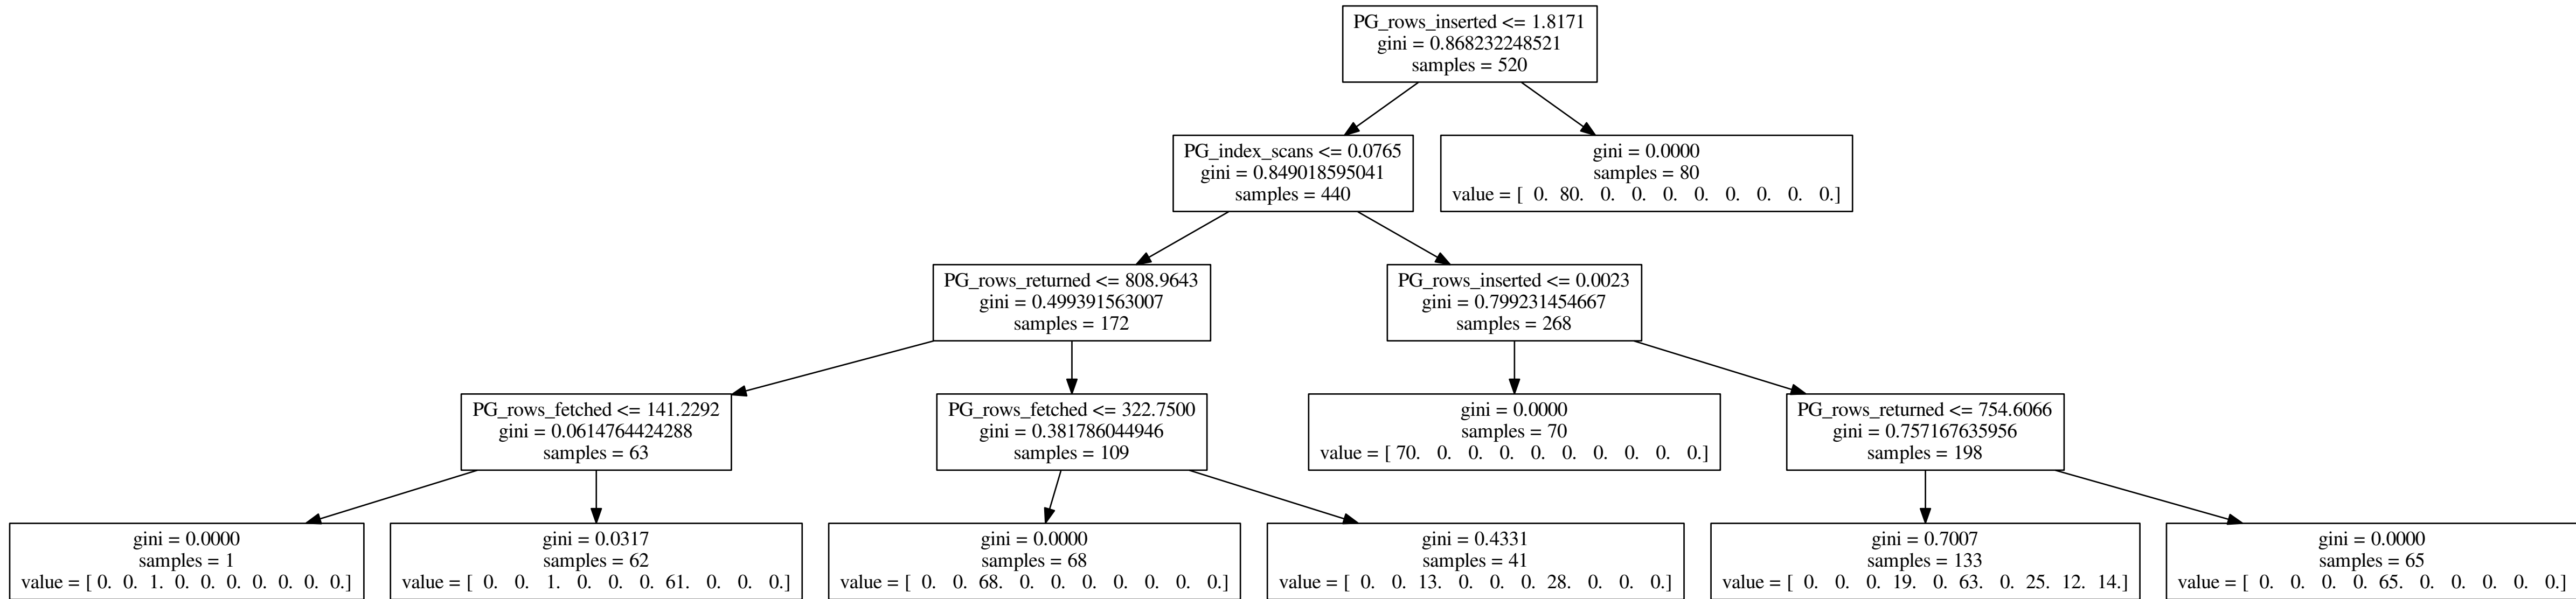 PG_rows_inserted <= 1.8171
gini = 0.868232248521
samples = 520
PG_index_scans <= 0.0765
gini = 0.849018595041
samples = 440
gini = 0.0000
samples = 80
value = [ 0. 80. 0. 0. 0. 0. 0. 0. 0. 0.]
PG_rows_returned <= 808.9643
gini = 0.499391563007
samples = 172
PG_rows_inserted <= 0.0023
gini = 0.799231454667
samples = 268
PG_rows_fetched <= 141.2292
gini = 0.0614764424288
samples = 63
PG_rows_fetched <= 322.7500
gini = 0.381786044946
samples = 109
gini = 0.0000
samples = 70
value = [ 70. 0. 0. 0. 0. 0. 0. 0. 0. 0.]
PG_rows_returned <= 754.6066
gini = 0.757167635956
samples = 198
gini = 0.0000
samples = 1
value = [ 0. 0. 1. 0. 0. 0. 0. 0. 0. 0.]
gini = 0.0317
samples = 62
value = [ 0. 0. 1. 0. 0. 0. 61. 0. 0. 0.]
gini = 0.0000
samples = 68
value = [ 0. 0. 68. 0. 0. 0. 0. 0. 0. 0.]
gini = 0.4331
samples = 41
value = [ 0. 0. 13. 0. 0. 0. 28. 0. 0. 0.]
gini = 0.7007
samples = 133
value = [ 0. 0. 0. 19. 0. 63. 0. 25. 12. 14.]
gini = 0.0000
samples = 65
value = [ 0. 0. 0. 0. 65. 0. 0. 0. 0. 0.]